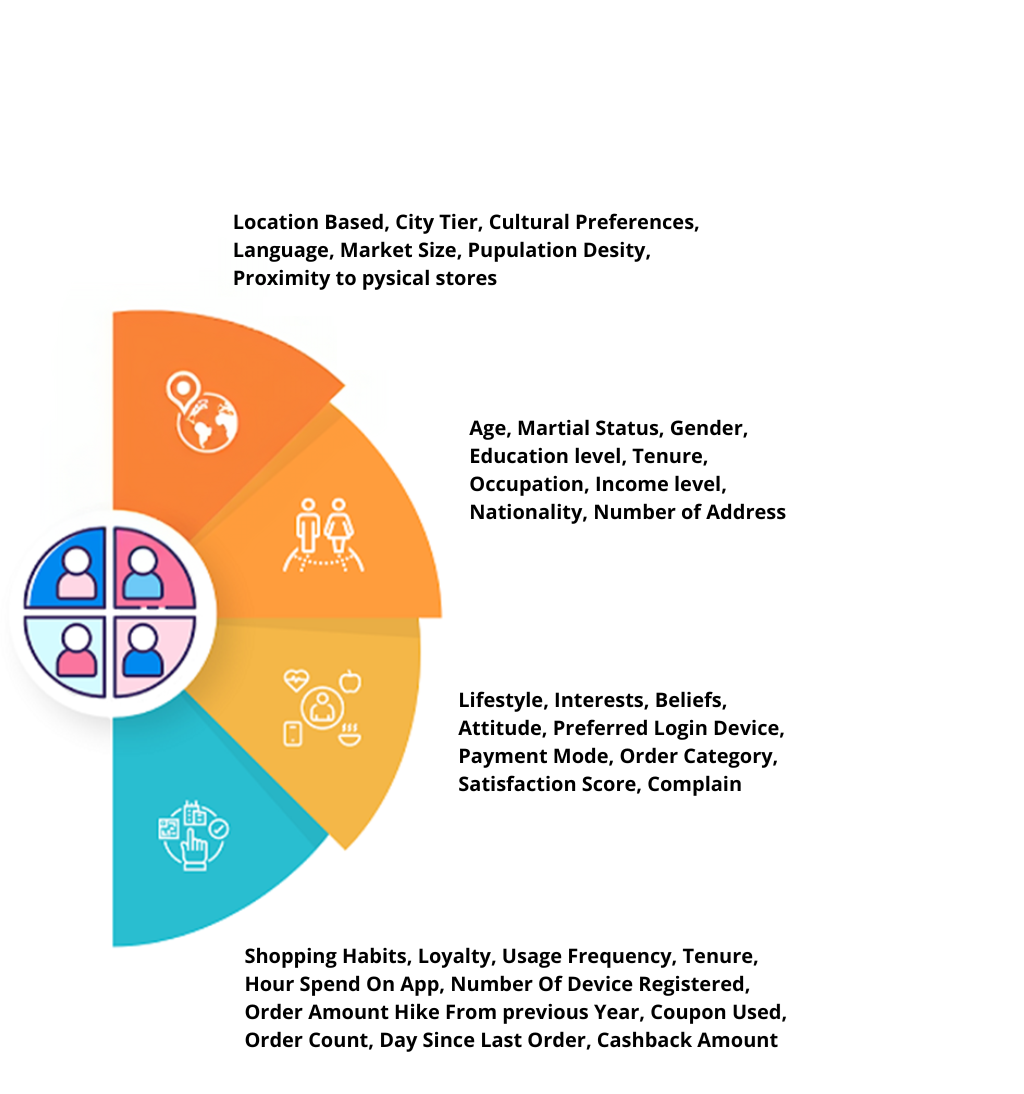 Location Based, City Tier, Cultural Preferences,
Language, Market Size, Pupulation Desity,
Proximity to pysical stores
Age, Martial Status, Gender,
Education level, Tenure,
Occupation, Income level,
Nationality, Number of Address
Lifestyle, Interests, Beliefs,
Attitude, Preferred Login Device,
Payment Mode, Order Category,
Satisfaction Score, Complain
Shopping Habits, Loyalty, Usage Frequency, Tenure,
Hour Spend On App, Number Of Device Registered,
Order Amount Hike From previous Year, Coupon Used,
Order Count, Day Since Last Order, Cashback Amount